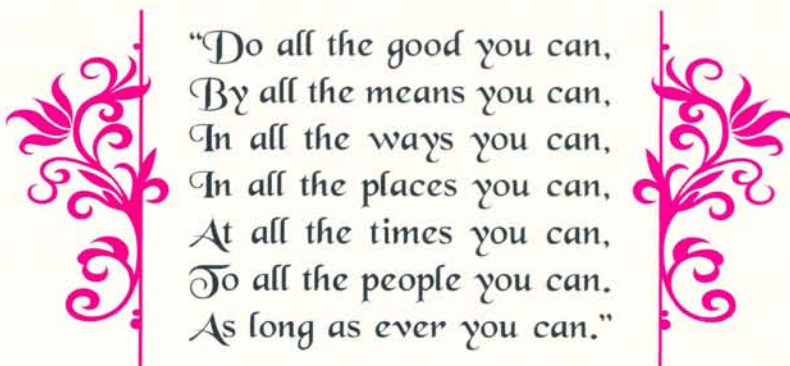 “Do all the good you can,
By all the means you can,
In all the ways you can,
In all the places you can,
At all the times you can,
To all the people you can.
As long as ever you can.”